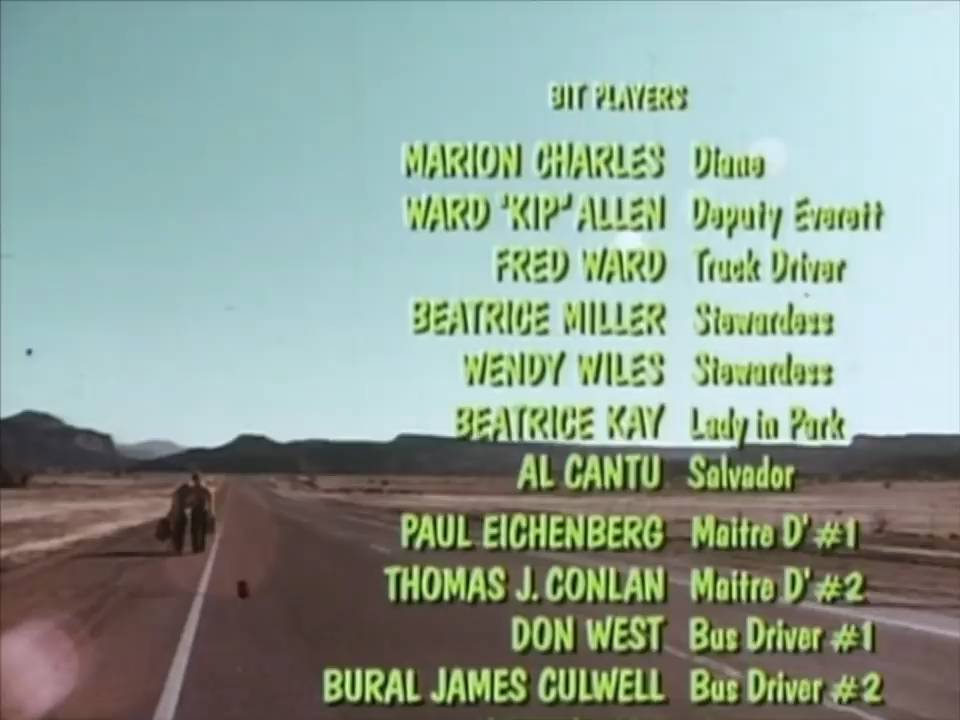 BIT PLAYERS
MARION CHARLES Diane
WARD 'KIP' ALLEN Deputy Everett
FRED WARD Truck Driver
BEATRICE MILLER Stewardess
WENDY WILES Stewardess
BEATRICE KAY Lady in Park
AL CANTU Salvador
PAUL EICHENBERG Maitre D' #1
THOMAS J. CONLAN Maitre D' #2
DON WEST Bus Driver #1
BURAL JAMES CULWELL Bus Driver #2